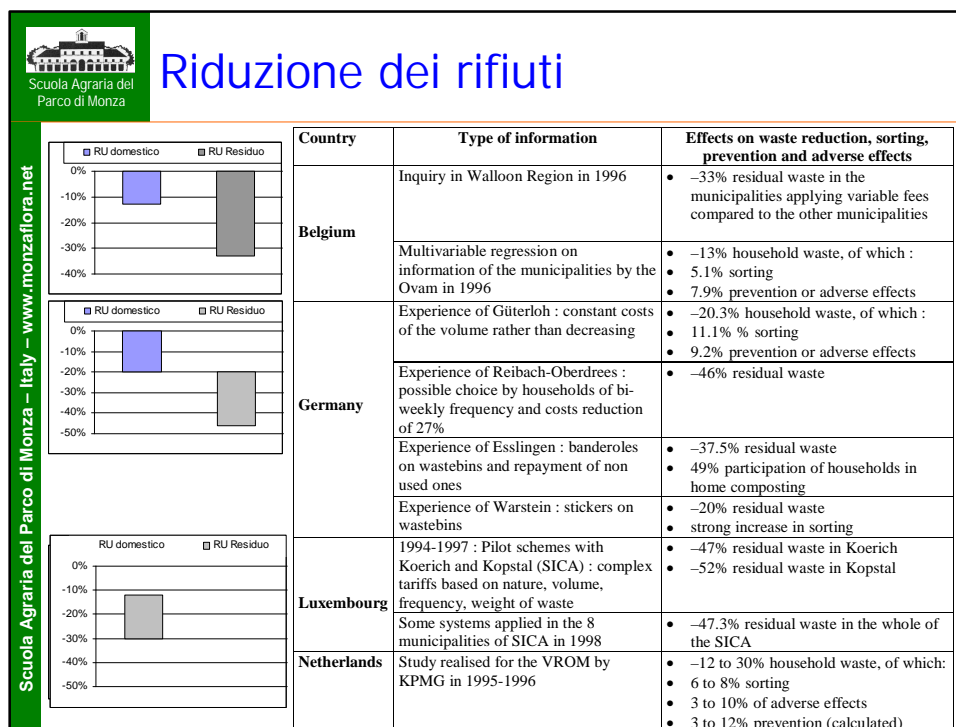 Scuola Agraria del
Parco di Monza
Riduzione dei rifiuti
Scuola Agraria del Parco di Monza – Italy – www.monzaflora.net
RU domestico RU Residuo
0%
-10%
-20%
-30%
-40%
RU domestico RU Residuo
0%
-10%
-20%
-30%
-40%
-50%
RU domestico RU Residuo
0%
-10%
-20%
-30%
-40%
-50%
Country Type of information Effects on waste reduction, sorting,
prevention and adverse effects
Belgium
Inquiry in Walloon Region in 1996
• –33% residual waste in the
municipalities applying variable fees
compared to the other municipalities
Multivariable regression on
information of the municipalities by the
Ovam in 1996
• –13% household waste, of which :
• 5.1% sorting
• 7.9% prevention or adverse effects
Germany
Experience of Güterloh : constant costs
of the volume rather than decreasing
• –20.3% household waste, of which :
• 11.1% % sorting
• 9.2% prevention or adverse effects
Experience of Reibach-Oberdrees :
possible choice by households of bi-
weekly frequency and costs reduction
of 27%
• –46% residual waste
Experience of Esslingen : banderoles
on wastebins and repayment of non
used ones
• –37.5% residual waste
• 49% participation of households in
home composting
Experience of Warstein : stickers on
wastebins
• –20% residual waste
• strong increase in sorting
Luxembourg
1994-1997 : Pilot schemes with
Koerich and Kopstal (SICA) : complex
tariffs based on nature, volume,
frequency, weight of waste
• –47% residual waste in Koerich
• –52% residual waste in Kopstal
Some systems applied in the 8
municipalities of SICA in 1998
• –47.3% residual waste in the whole of
the SICA
Netherlands
Study realised for the VROM by
KPMG in 1995-1996
• –12 to 30% household waste, of which:
• 6 to 8% sorting
• 3 to 10% of adverse effects
• 3 to 12% prevention (calculated)